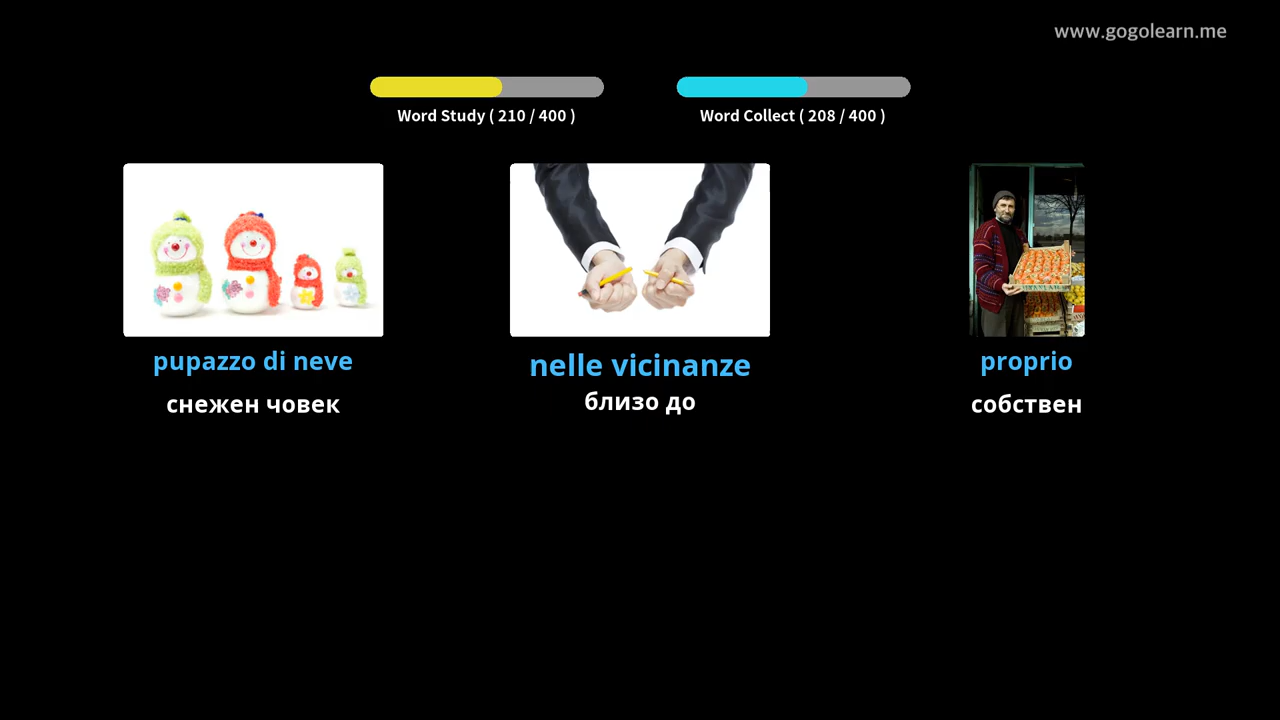 www.gogolearn.me
Word Study ( 210 / 400 )
Word Collect ( 208 / 400 )
pupazzo di neve
снежен човек
nelle vicinanze
близо до
proprio
собствен